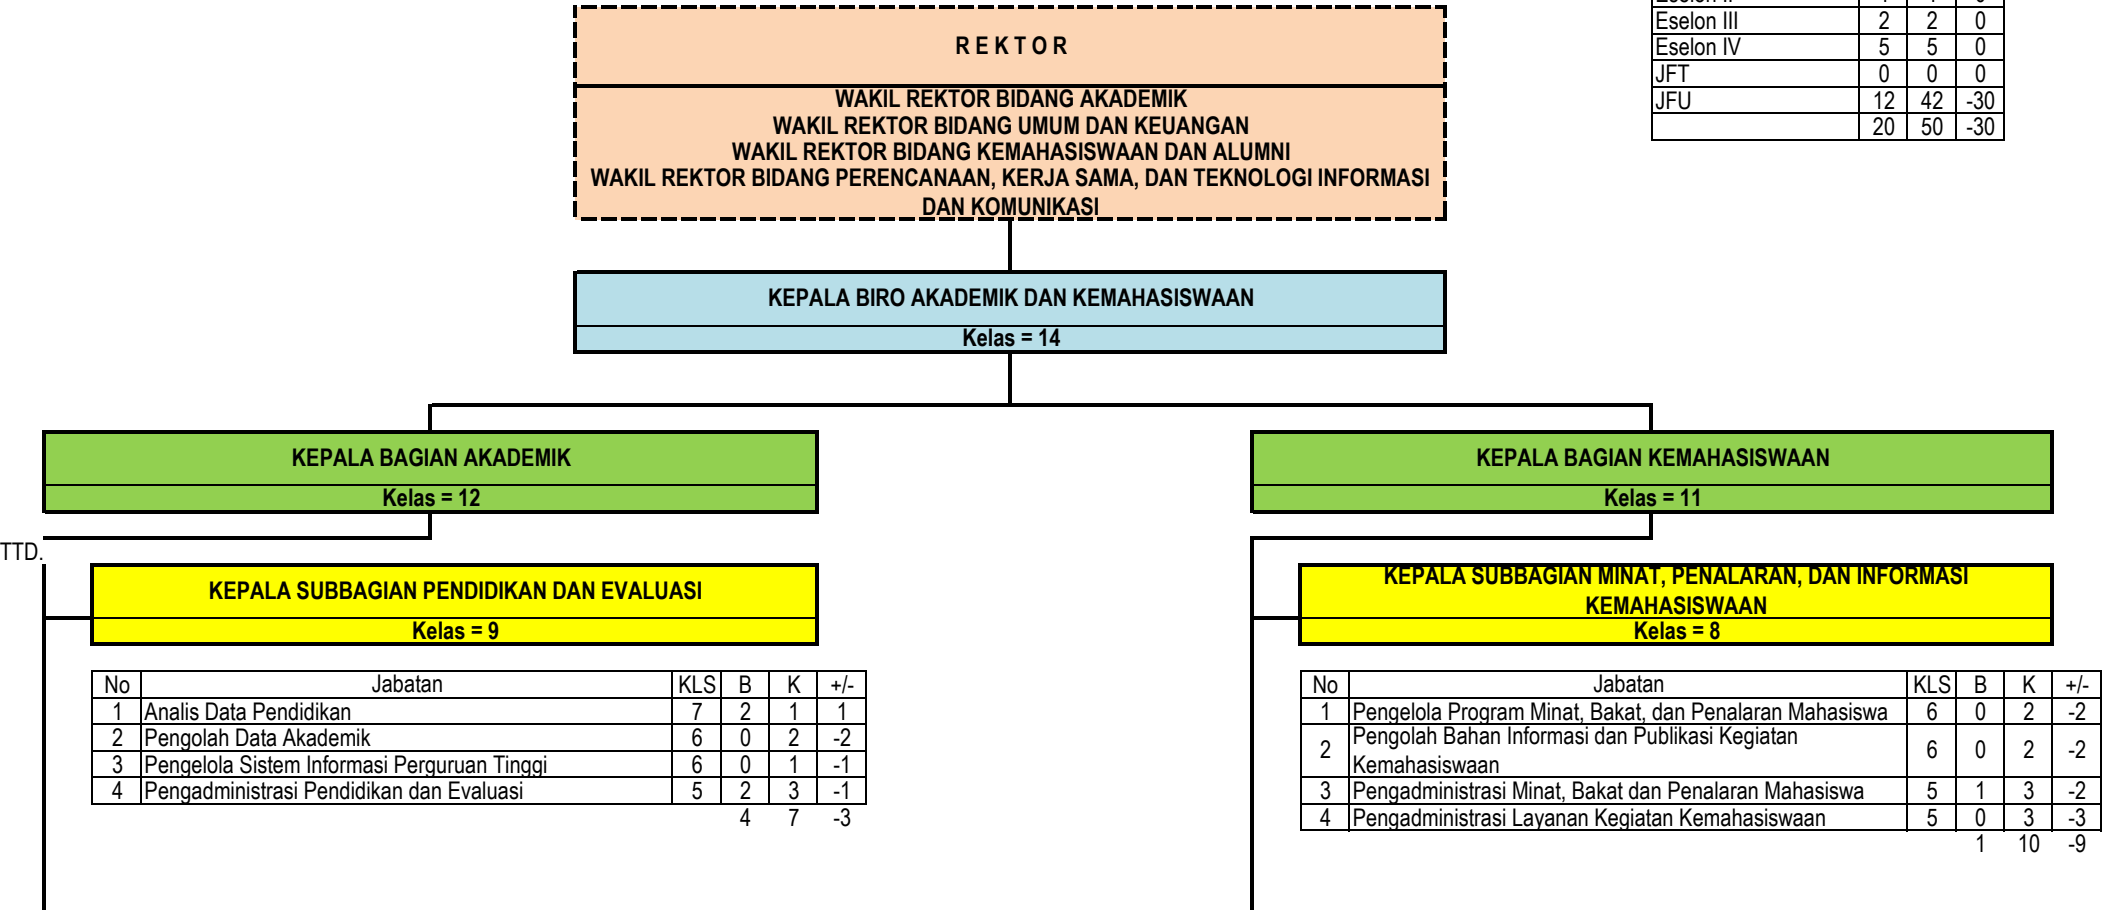 R E K T O R
WAKIL REKTOR BIDANG AKADEMIK
WAKIL REKTOR BIDANG UMUM DAN KEUANGAN
WAKIL REKTOR BIDANG KEMAHASISWAAN DAN ALUMNI
WAKIL REKTOR BIDANG PERENCANAAN, KERJA SAMA, DAN TEKNOLOGI INFORMASI
DAN KOMUNIKASI
Eselon III 2 2 0
Eselon IV 5 5 0
JFT 0 0 0
JFU 12 42 -30
20 50 -30
KEPALA BIRO AKADEMIK DAN KEMAHASISWAAN
Kelas = 14
KEPALA BAGIAN AKADEMIK
Kelas = 12
TTD.
KEPALA SUBBAGIAN PENDIDIKAN DAN EVALUASI
Kelas = 9
No Jabatan KLS B K +/-
1 Analis Data Pendidikan 7 2 1 1
2 Pengolah Data Akademik 6 0 2 -2
3 Pengelola Sistem Informasi Perguruan Tinggi 6 0 1 -1
4 Pengadministrasi Pendidikan dan Evaluasi 5 2 3 -1
4 7 -3
KEPALA BAGIAN KEMAHASISWAAN
Kelas = 11
KEPALA SUBBAGIAN MINAT, PENALARAN, DAN INFORMASI
KEMAHASISWAAN
Kelas = 8
No Jabatan KLS B K +/-
1 Pengelola Program Minat, Bakat, dan Penalaran Mahasiswa 6 0 2 -2
2 Pengolah Bahan Informasi dan Publikasi Kegiatan
Kemahasiswaan 6 0 2 -2
3 Pengadministrasi Minat, Bakat dan Penalaran Mahasiswa 5 1 3 -2
4 Pengadministrasi Layanan Kegiatan Kemahasiswaan 5 0 3 -3
1 10 -9